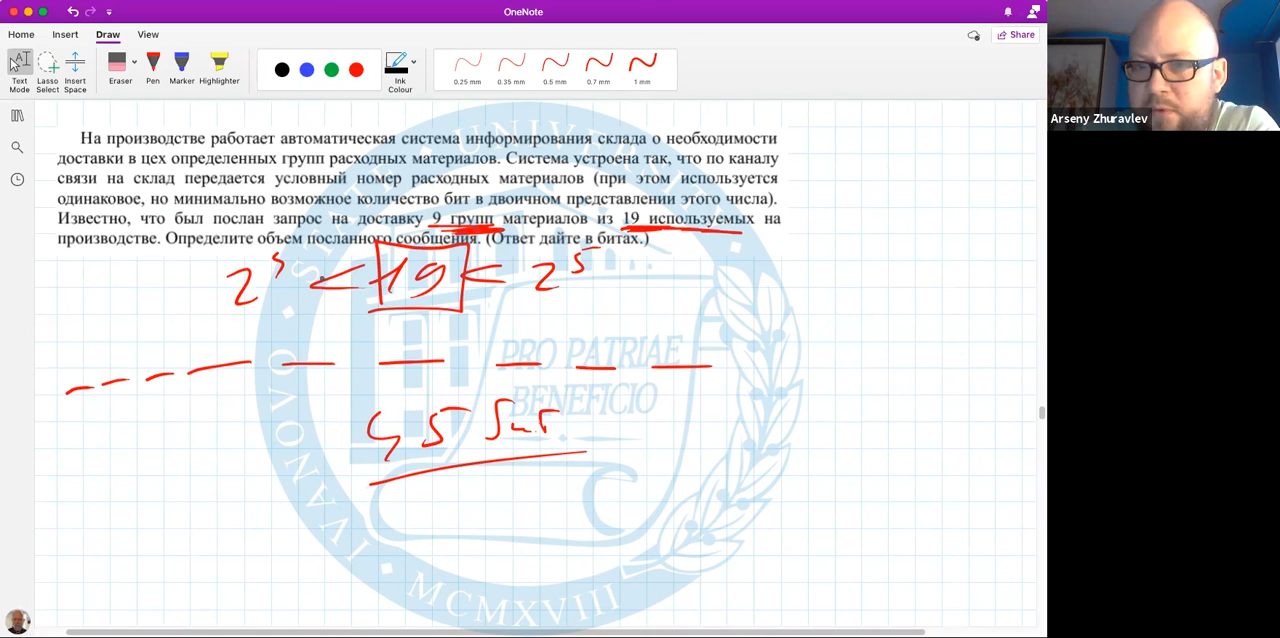 OneNote
Home Insert Draw View
Share
Text Mode
Lasso Select
Insert Space
Eraser
Pen
Marker
Highlighter
Ink Colour
0.25 mm 0.35 mm 0.5 mm 0.7 mm 1 mm
Arseny Zhuravlev
На производстве работает автоматическая система информирования склада о необходимости
доставки в цех определенных групп расходных материалов. Система устроена так, что по каналу
связи на склад передается условный номер расходных материалов (при этом используется
одинаковое, но минимально возможное количество бит в двоичном представлении этого числа).
Известно, что был послан запрос на доставку 9 групп материалов из 19 используемых на
производстве. Определите объем посланного сообщения. (Ответ дайте в битах.)
< 19 < 2^5
45 бит
PRO PATRIAE
BENEFICIO
IVANOVO STATE UNIVERSITY
MCMXVIII